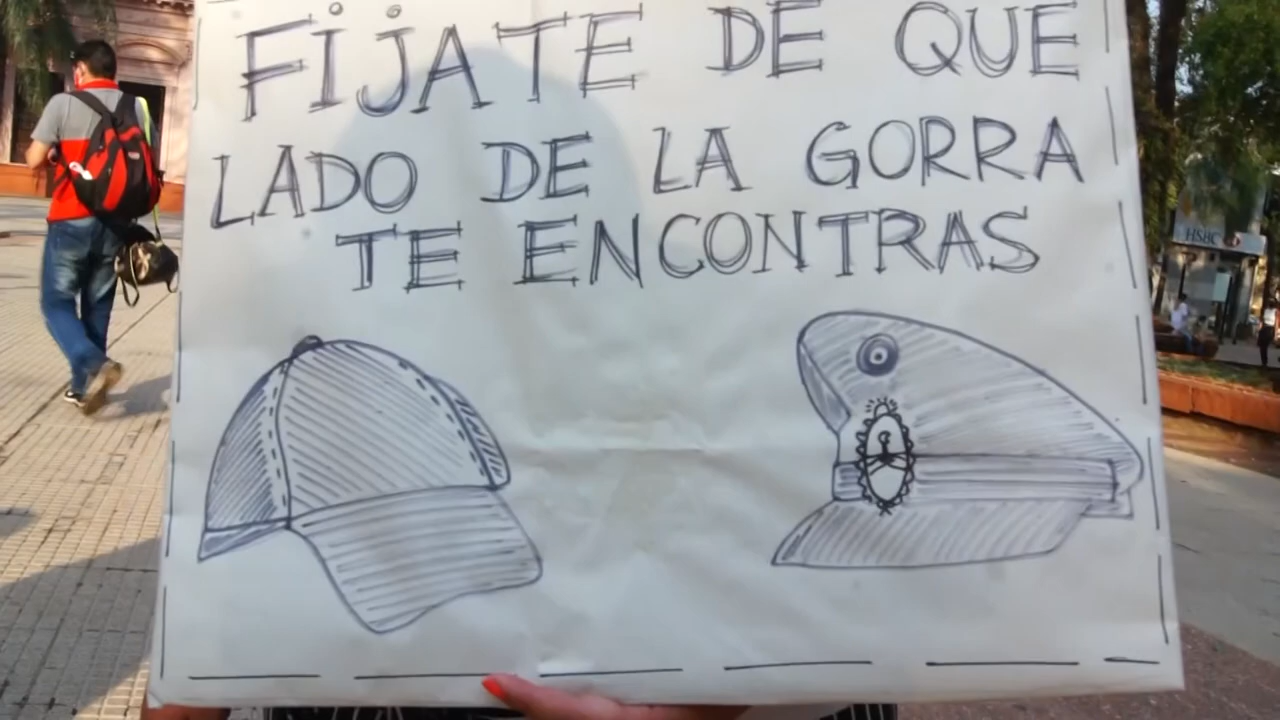 FiJATE DE QUE
LADO DE LA GORRA
TE ENCONTRAS
HSBC